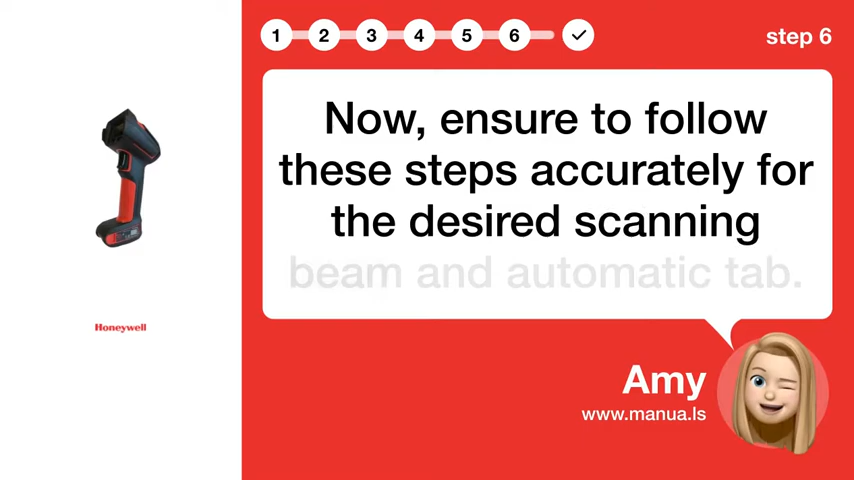 1 2 3 4 5 6
step 6
Now, ensure to follow
these steps accurately for
the desired scanning
beam and automatic tab.
Honeywell
Amy
www.manua.ls